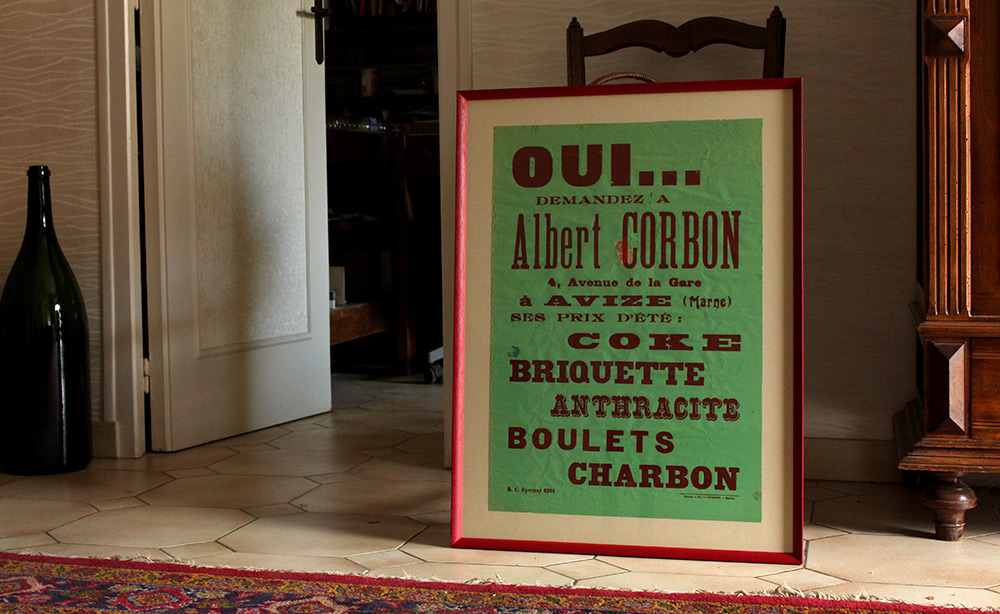 OUI...
DEMANDEZ A
Albert CORBON
4, Avenue de la Gare
à AVIZE (Marne)
SES PRIX D'ÉTÉ :
COKE
BRIQUETTE
ANTHRACITE
BOULETS
CHARBON
R. C. Epernay